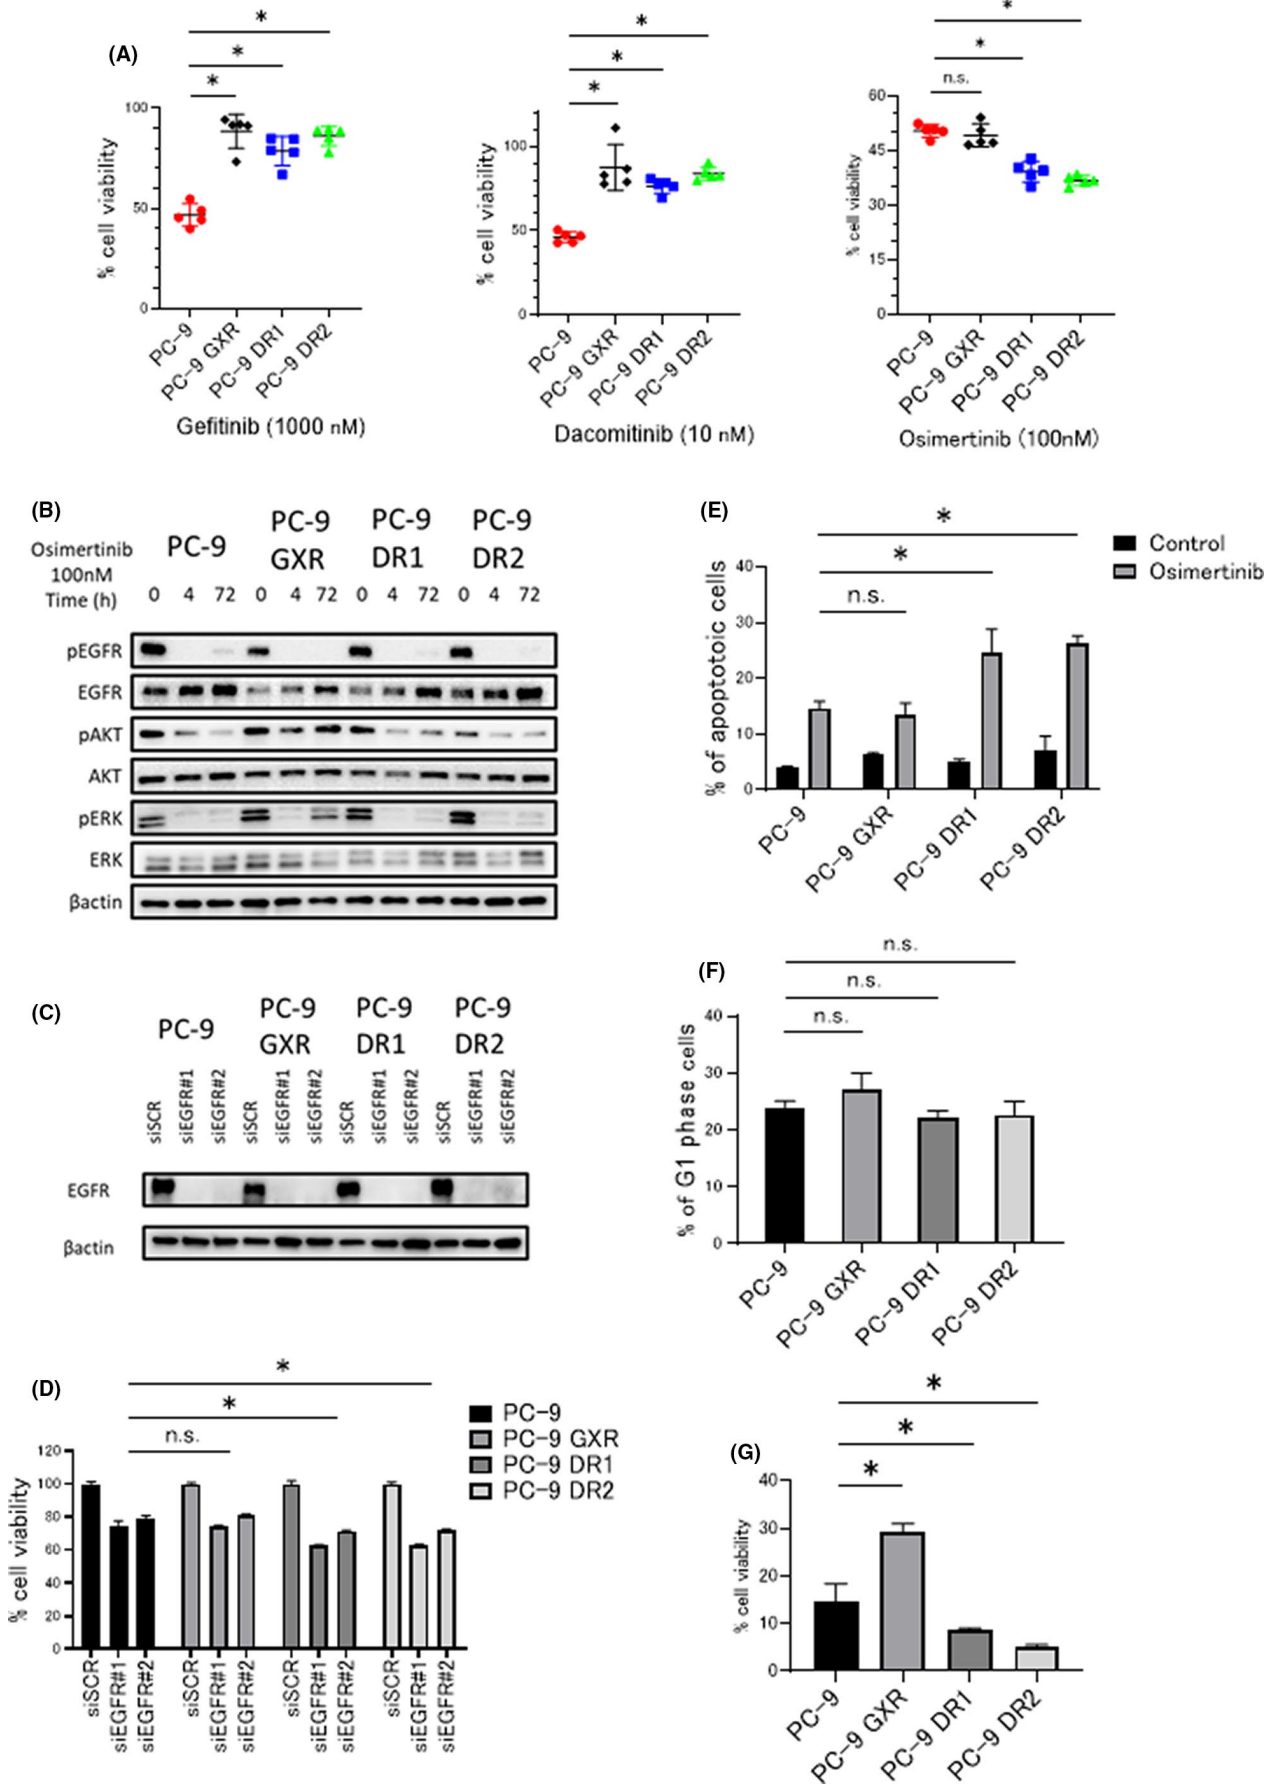 (A)
*
*
*
% cell viability
100
50
0
PC-9
PC-9 GXR
PC-9 DR1
PC-9 DR2
Gefitinib (1000 nM)
*
*
*
% cell viability
100
50
0
PC-9
PC-9 GXR
PC-9 DR1
PC-9 DR2
Dacomitinib (10 nM)
*
*
n.s.
% cell viability
60
45
30
15
0
PC-9
PC-9 GXR
PC-9 DR1
PC-9 DR2
Osimertinib (100nM)
(B)
Osimertinib
100nM
Time (h)
PC-9
PC-9 GXR
PC-9 DR1
PC-9 DR2
0 4 72 0 4 72 0 4 72 0 4 72
pEGFR
EGFR
pAKT
AKT
pERK
ERK
βactin
(C)
PC-9
PC-9 GXR
PC-9 DR1
PC-9 DR2
siSCR siEGFR#1 siEGFR#2 siSCR siEGFR#1 siEGFR#2 siSCR siEGFR#1 siEGFR#2 siSCR siEGFR#1 siEGFR#2
EGFR
βactin
(D)
*
*
n.s.
PC-9
PC-9 GXR
PC-9 DR1
PC-9 DR2
% cell viability
120
100
80
60
40
20
0
siSCR siEGFR#1 siEGFR#2 siSCR siEGFR#1 siEGFR#2 siSCR siEGFR#1 siEGFR#2 siSCR siEGFR#1 siEGFR#2
(E)
*
*
n.s.
Control
Osimertinib
% of apoptotoic cells
40
30
20
10
0
PC-9
PC-9 GXR
PC-9 DR1
PC-9 DR2
(F)
n.s.
n.s.
n.s.
% of G1 phase cells
40
30
20
10
0
PC-9
PC-9 GXR
PC-9 DR1
PC-9 DR2
(G)
*
*
*
% cell viability
40
30
20
10
0
PC-9
PC-9 GXR
PC-9 DR1
PC-9 DR2